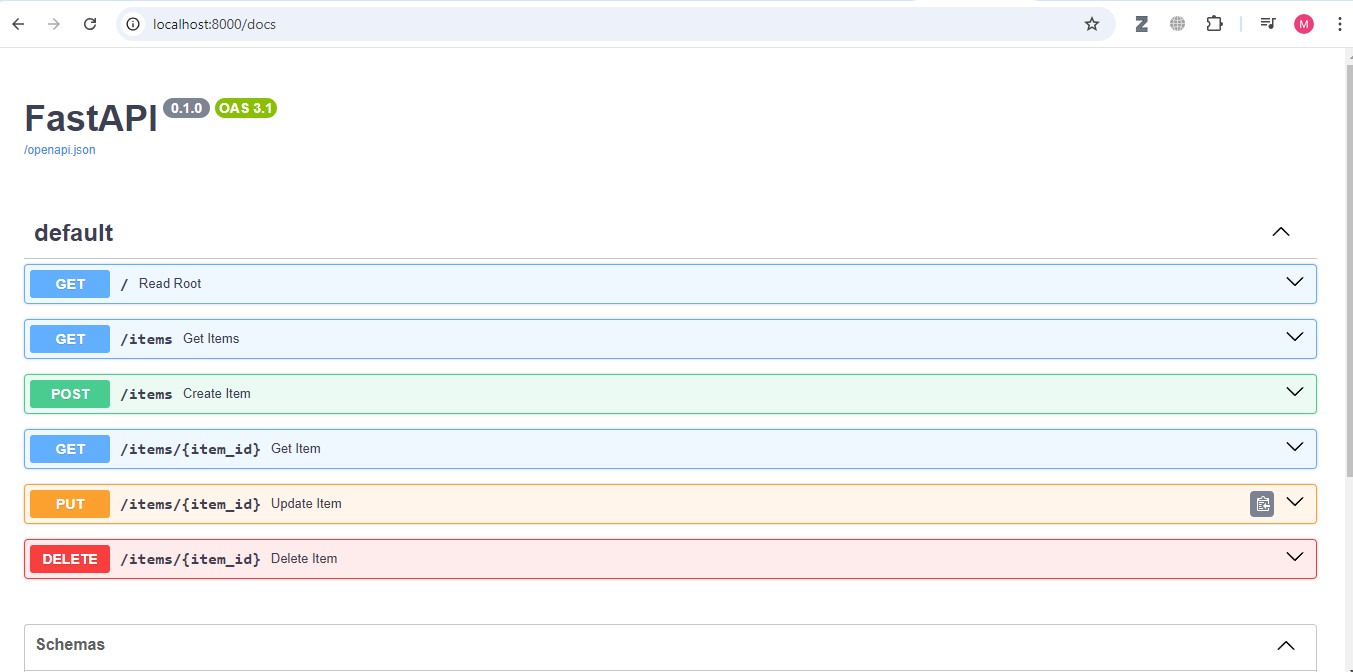 localhost:8000/docs
M
FastAPI 0.1.0 OAS 3.1
/openapi.json
default
GET / Read Root
GET /items Get Items
POST /items Create Item
GET /items/{item_id} Get Item
PUT /items/{item_id} Update Item
DELETE /items/{item_id} Delete Item
Schemas